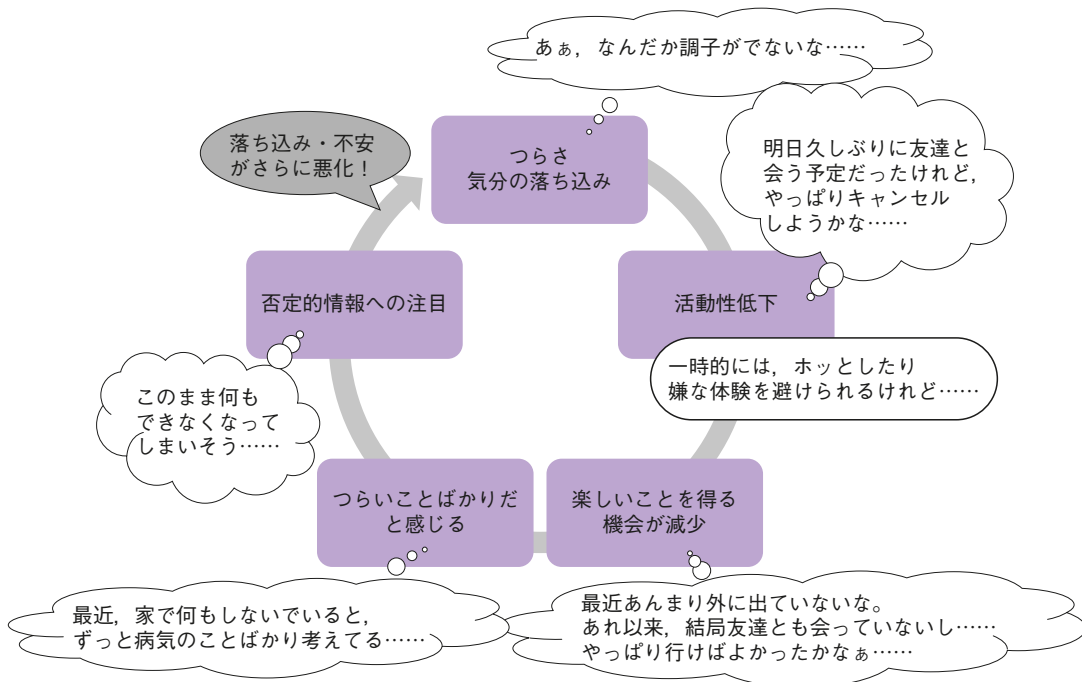 あぁ，なんだか調子がでないな……
つらさ
気分の落ち込み
落ち込み・不安
がさらに悪化！
明日久しぶりに友達と
会う予定だったけれど，
やっぱりキャンセル
しようかな……
活動性低下
一時的には，ホッとしたり
嫌な体験を避けられるけれど……
楽しいことを得る
機会が減少
最近あんまり外に出ていないな。
あれ以来，結局友達とも会っていないし……
やっぱり行けばよかったかなぁ……
つらいことばかりだ
と感じる
最近，家で何もしないでいると，
ずっと病気のことばかり考えてる……
否定的情報への注目
このまま何も
できなくなって
しまいそう……